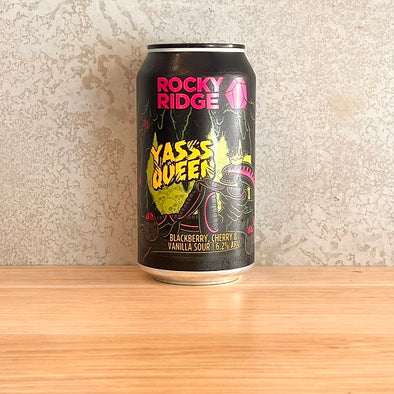 ROCKY
RIDGE
YASSS
QUEEN
BLACKBERRY, CHERRY &
VANILLA SOUR | 6.2% ABV